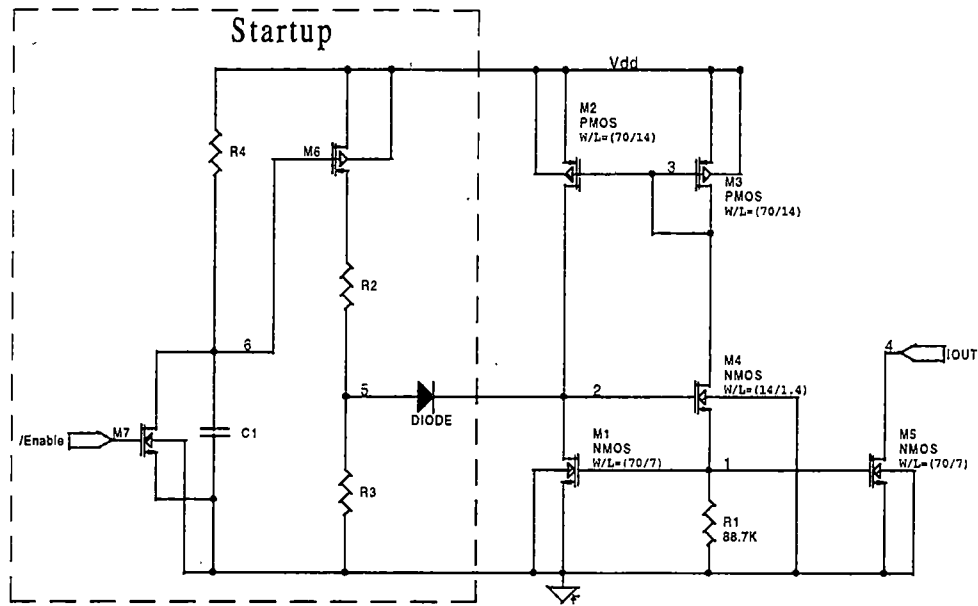 Startup
Vdd
M2
PMOS
W/L=(70/14)
R4
M6
3
M3
PMOS
W/L=(70/14)
R2
6
4
IOUT
M4
NMOS
W/L=(14/1.4)
5
2
DIODE
/Enable
M7
C1
M1
NMOS
W/L=(70/7)
1
M5
NMOS
W/L=(70/7)
R3
R1
88.7K